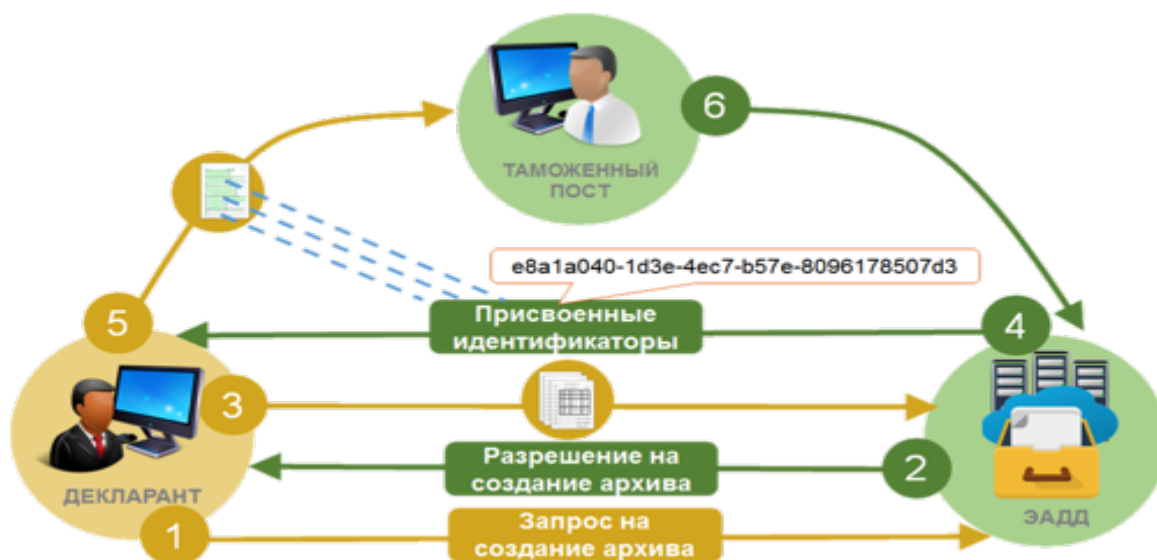 6
ТАМОЖЕННЫЙ
ПОСТ
e8a1a040-1d3e-4ec7-b57e-8096178507d3
5
Присвоенные
идентификаторы
4
3
Разрешение на
создание архива
2
ДЕКЛАРАНТ
ЭАДД
1
Запрос на
создание архива